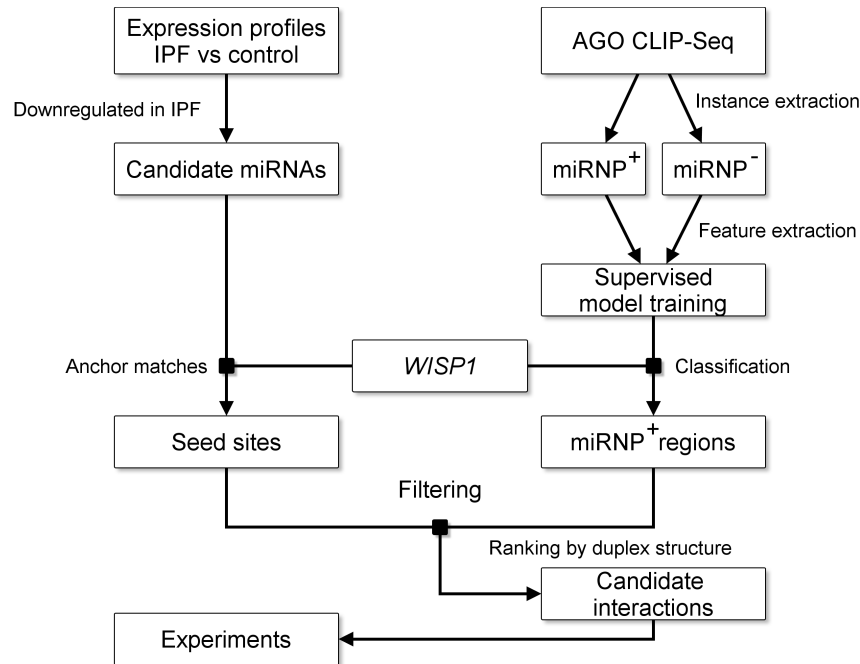 Expression profiles
IPF vs control
AGO CLIP-Seq
Downregulated in IPF
Instance extraction
Candidate miRNAs
miRNP+
miRNP-
Feature extraction
Supervised
model training
Anchor matches
WISP1
Classification
Seed sites
miRNP+ regions
Filtering
Ranking by duplex structure
Candidate
interactions
Experiments